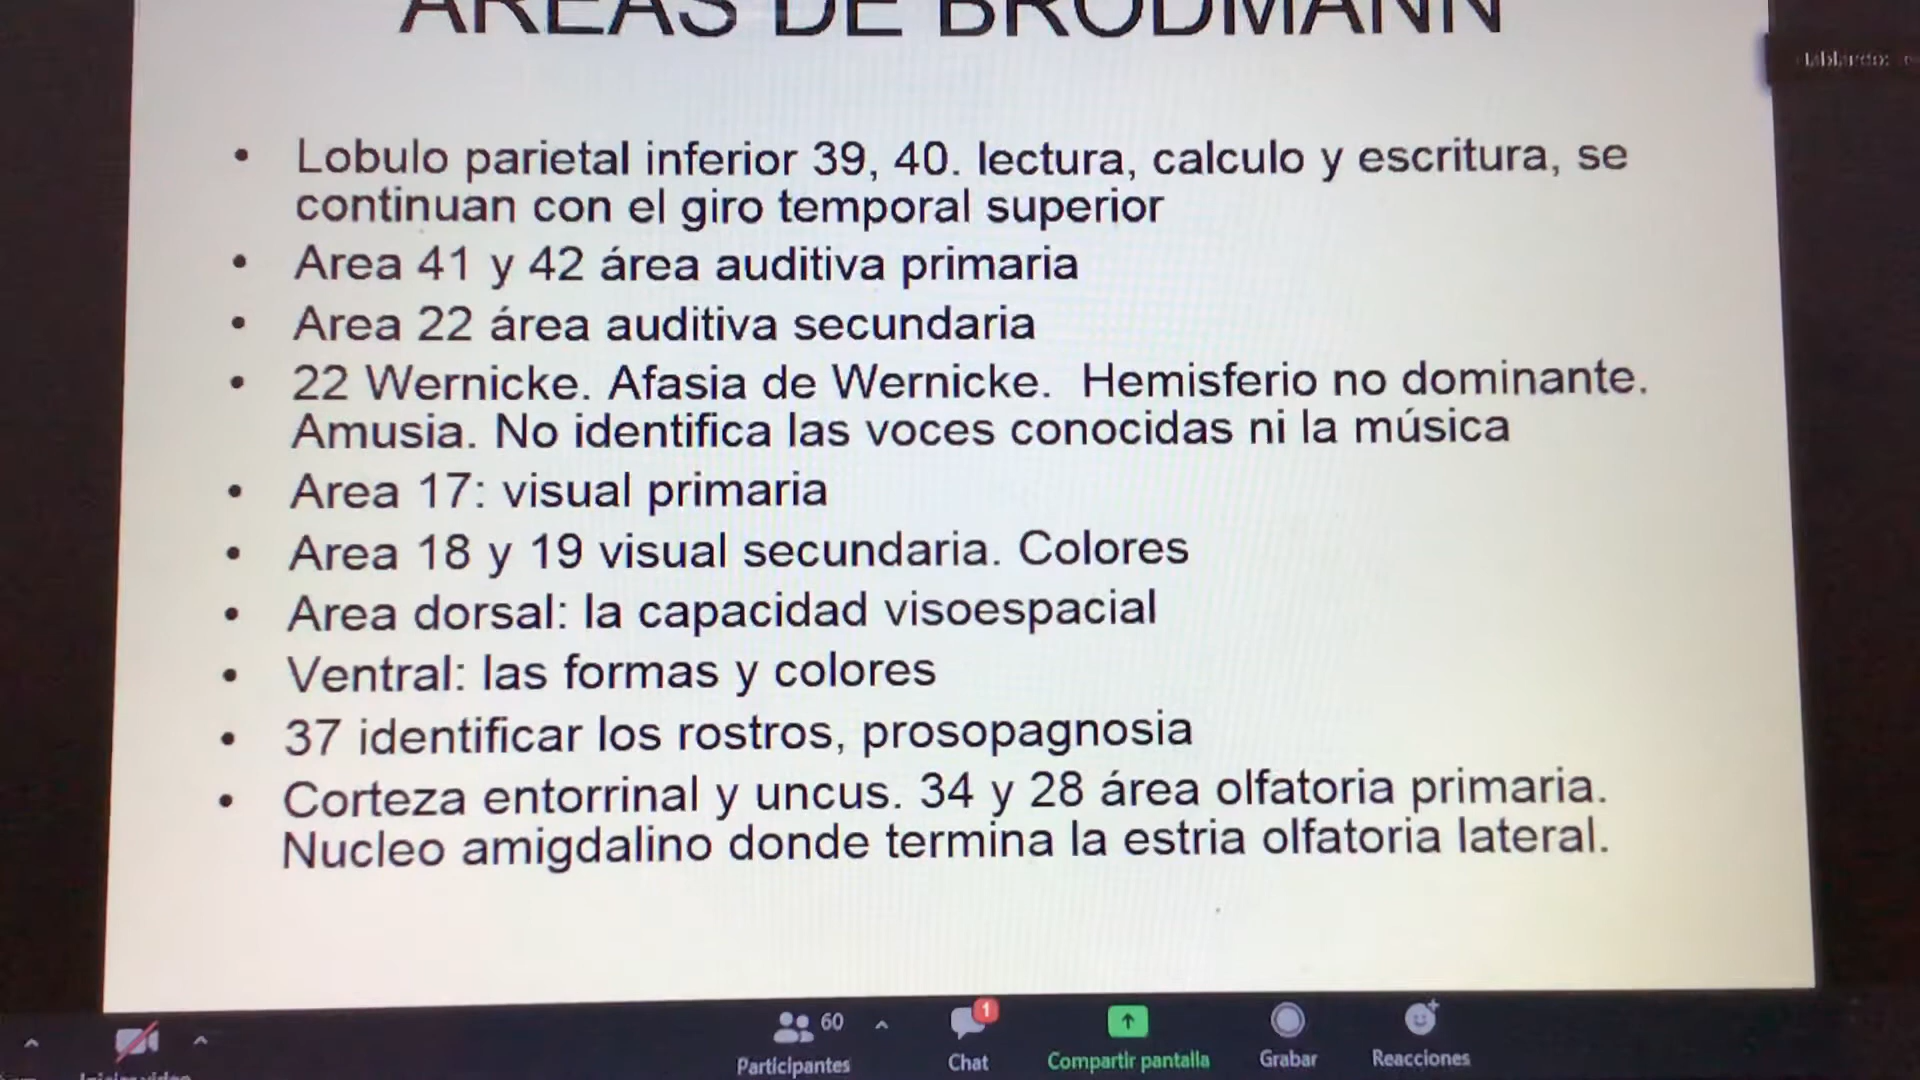 AREAS DE BRODMANN
• Lobulo parietal inferior 39, 40. lectura, calculo y escritura, se
continuan con el giro temporal superior
• Area 41 y 42 área auditiva primaria
• Area 22 área auditiva secundaria
• 22 Wernicke. Afasia de Wernicke. Hemisferio no dominante.
Amusia. No identifica las voces conocidas ni la música
• Area 17: visual primaria
• Area 18 y 19 visual secundaria. Colores
• Area dorsal: la capacidad visoespacial
• Ventral: las formas y colores
• 37 identificar los rostros, prosopagnosia
• Corteza entorrinal y uncus. 34 y 28 área olfatoria primaria.
Nucleo amigdalino donde termina la estria olfatoria lateral.
60
1
Participantes
Chat
Compartir pantalla
Grabar
Reacciones